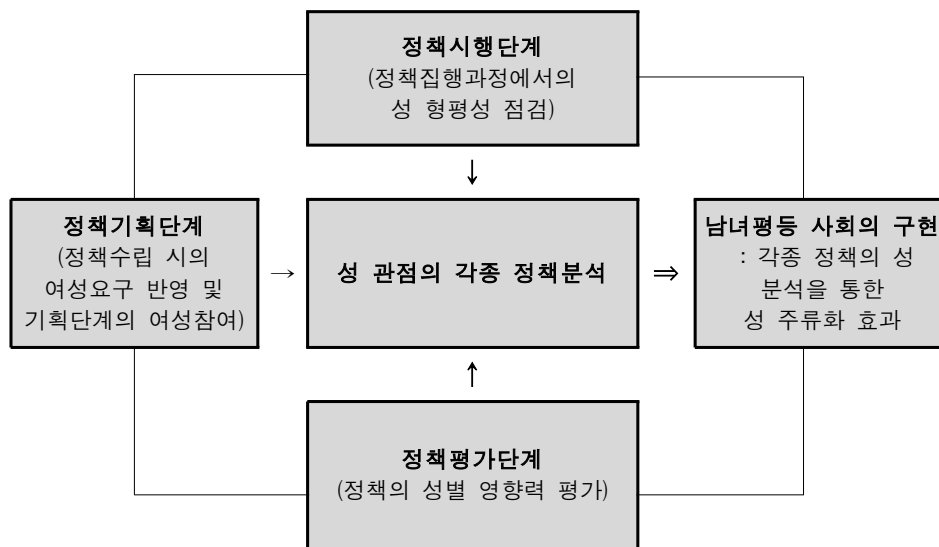 정책시행단계
(정책집행과정에서의
성 형평성 점검)
↓
정책기획단계
(정책수립 시의
여성요구 반영 및
기획단계의 여성참여)
→
성 관점의 각종 정책분석
⇒
남녀평등 사회의 구현
: 각종 정책의 성
분석을 통한
성 주류화 효과
↑
정책평가단계
(정책의 성별 영향력 평가)